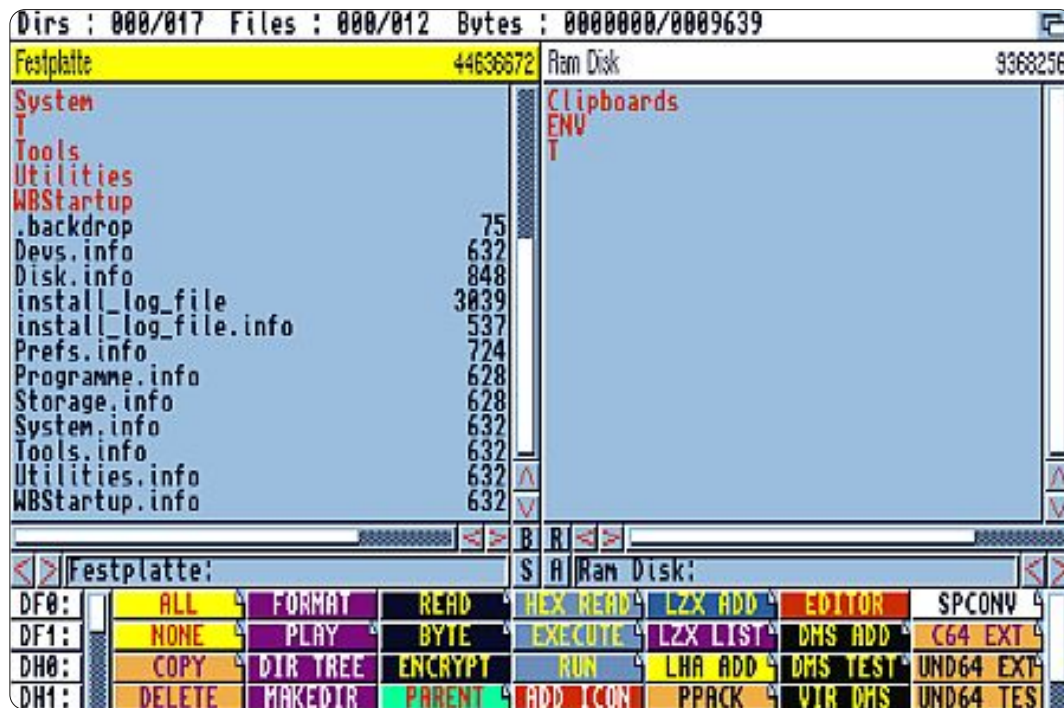 Dirs : 000/017 Files : 000/012 Bytes : 0000000/0009639
Festplatte 44636672
Ram Disk 9368256
System
T
Tools
Utilities
WBStartup
.backdrop 75
Devs.info 632
Disk.info 848
install_log_file 3039
install_log_file.info 537
Prefs.info 724
Programme.info 628
Storage.info 628
System.info 632
Tools.info 632
Utilities.info 632
WBStartup.info 632
Clipboards
ENV
T
B R
Festplatte: S A Ram Disk:
DF0: ALL FORMAT READ HEX READ LZX ADD EDITOR SPCONV
DF1: NONE PLAY BYTE EXECUTE LZX LIST DMS ADD C64 EXT
DH0: COPY DIR TREE ENCRYPT RUN LHA ADD DMS TEST UND64 EXT
DH1: DELETE MAKEDIR PARENT ADD ICON PPACK VIR DMS UND64 TES